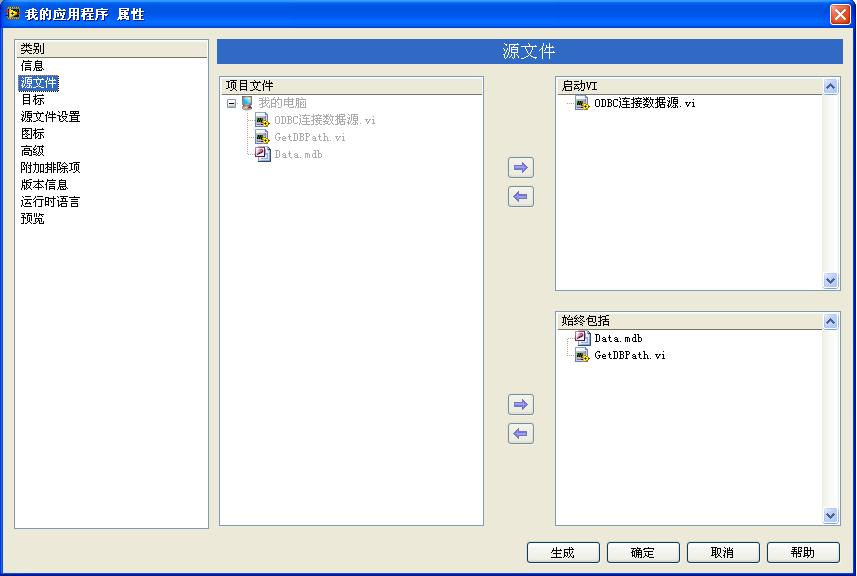 我的应用程序 属性
类别
信息
源文件
目标
源文件设置
图标
高级
附加排除项
版本信息
运行时语言
预览
源文件
项目文件
我的电脑
ODBC连接数据源.vi
GetDBPath.vi
Data.mdb
启动VI
ODBC连接数据源.vi
始终包括
Data.mdb
GetDBPath.vi
生成
确定
取消
帮助